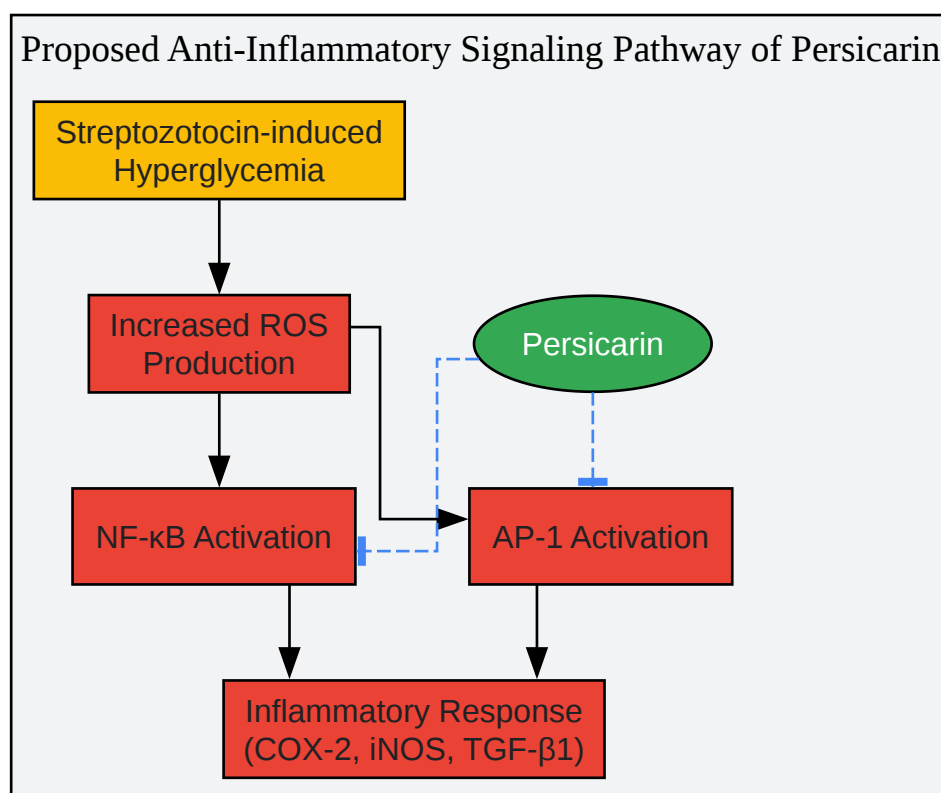 Proposed Anti-Inflammatory Signaling Pathway of Persicarin
Streptozotocin-induced
Hyperglycemia
Increased ROS
Production
Persicarin
NF-κB Activation
AP-1 Activation
Inflammatory Response
(COX-2, iNOS, TGF-β1)